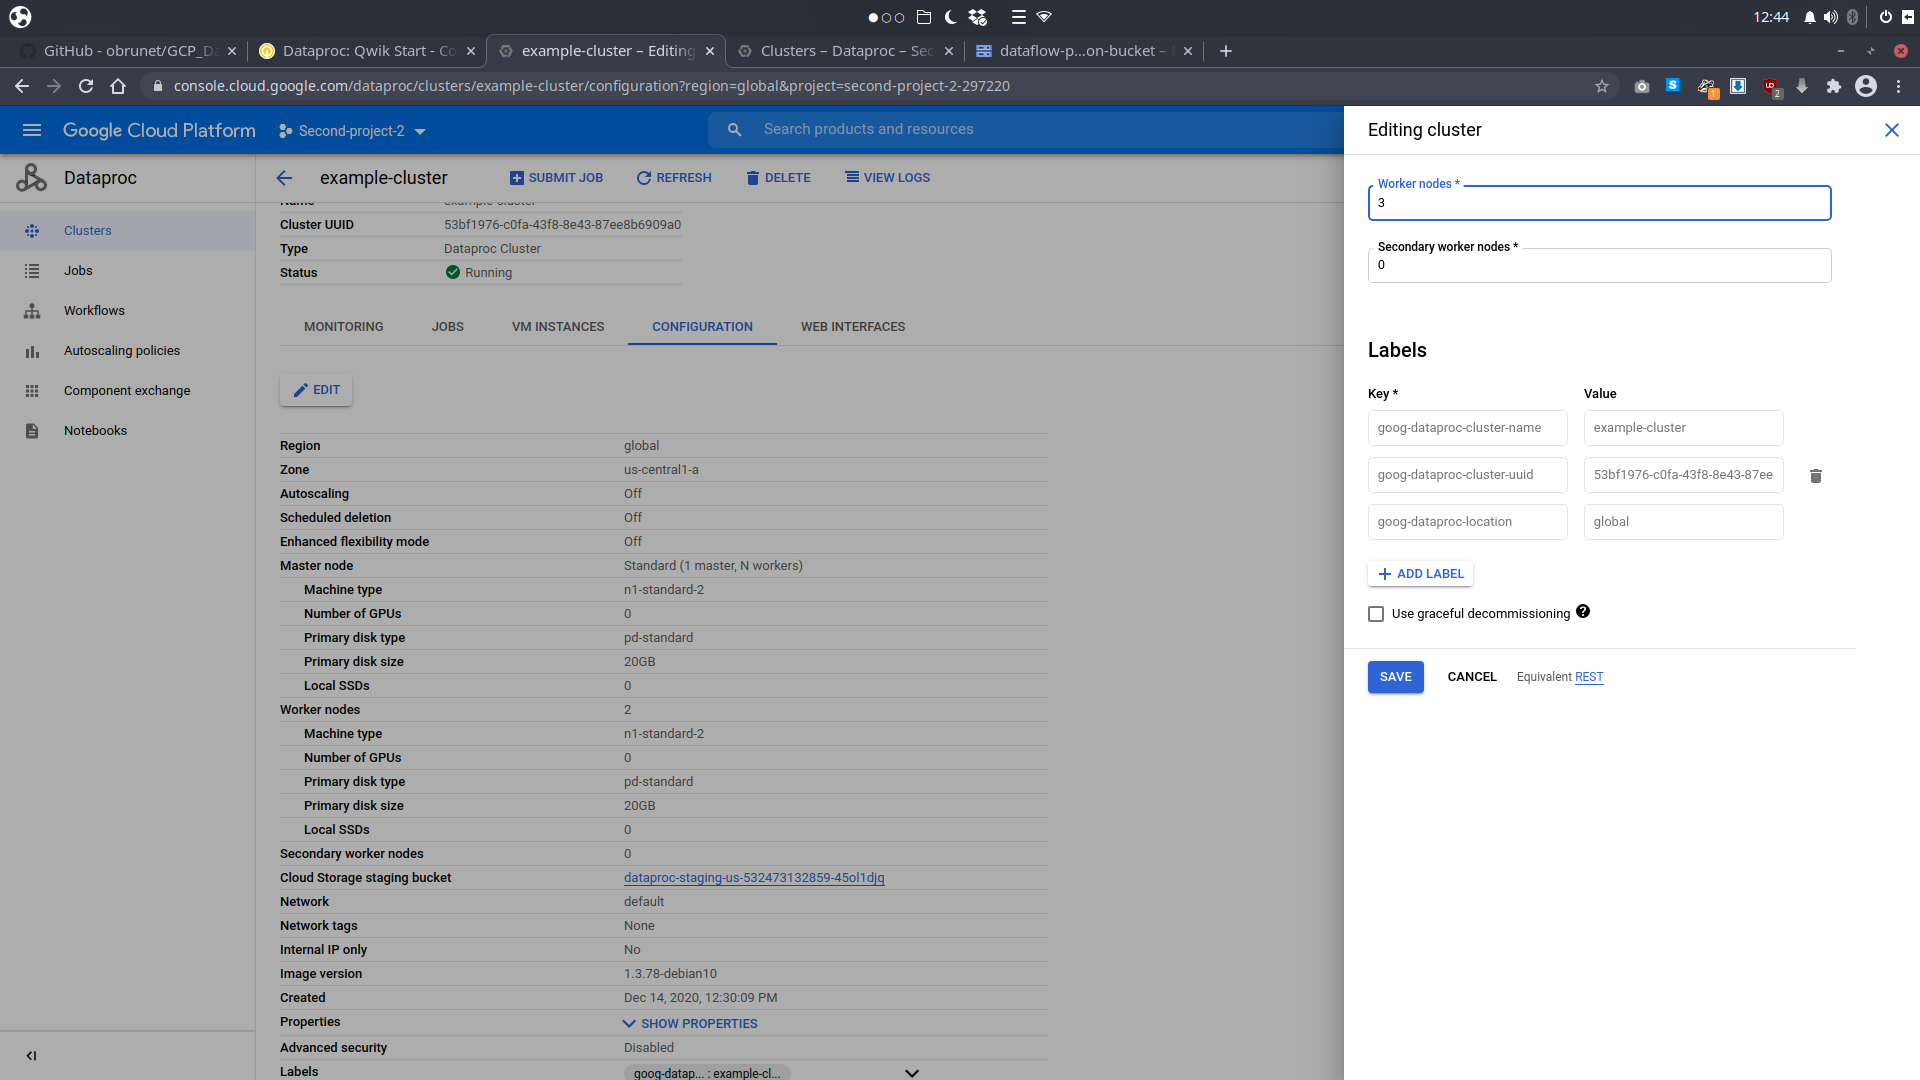 12:44
GitHub - obrunet/GCP_Da
Dataproc: Qwik Start - Co
example-cluster – Editing
Clusters – Dataproc – Sec
dataflow-p...on-bucket –
console.cloud.google.com/dataproc/clusters/example-cluster/configuration?region=global&project=second-project-2-297220
1
2
Google Cloud Platform
Second-project-2
Search products and resources
Dataproc
Clusters
Jobs
Workflows
Autoscaling policies
Component exchange
Notebooks
example-cluster
SUBMIT JOB
REFRESH
DELETE
VIEW LOGS
Name example-cluster
Cluster UUID 53bf1976-c0fa-43f8-8e43-87ee8b6909a0
Type Dataproc Cluster
Status Running
MONITORING
JOBS
VM INSTANCES
CONFIGURATION
WEB INTERFACES
EDIT
Region global
Zone us-central1-a
Autoscaling Off
Scheduled deletion Off
Enhanced flexibility mode Off
Master node Standard (1 master, N workers)
Machine type n1-standard-2
Number of GPUs 0
Primary disk type pd-standard
Primary disk size 20GB
Local SSDs 0
Worker nodes 2
Machine type n1-standard-2
Number of GPUs 0
Primary disk type pd-standard
Primary disk size 20GB
Local SSDs 0
Secondary worker nodes 0
Cloud Storage staging bucket dataproc-staging-us-532473132859-45ol1djq
Network default
Network tags None
Internal IP only No
Image version 1.3.78-debian10
Created Dec 14, 2020, 12:30:09 PM
Properties SHOW PROPERTIES
Advanced security Disabled
Labels goog-datap... : example-cl...
Editing cluster
Worker nodes *
3
Secondary worker nodes *
0
Labels
Key * Value
goog-dataproc-cluster-name example-cluster
goog-dataproc-cluster-uuid 53bf1976-c0fa-43f8-8e43-87ee
goog-dataproc-location global
ADD LABEL
Use graceful decommissioning
SAVE CANCEL Equivalent REST